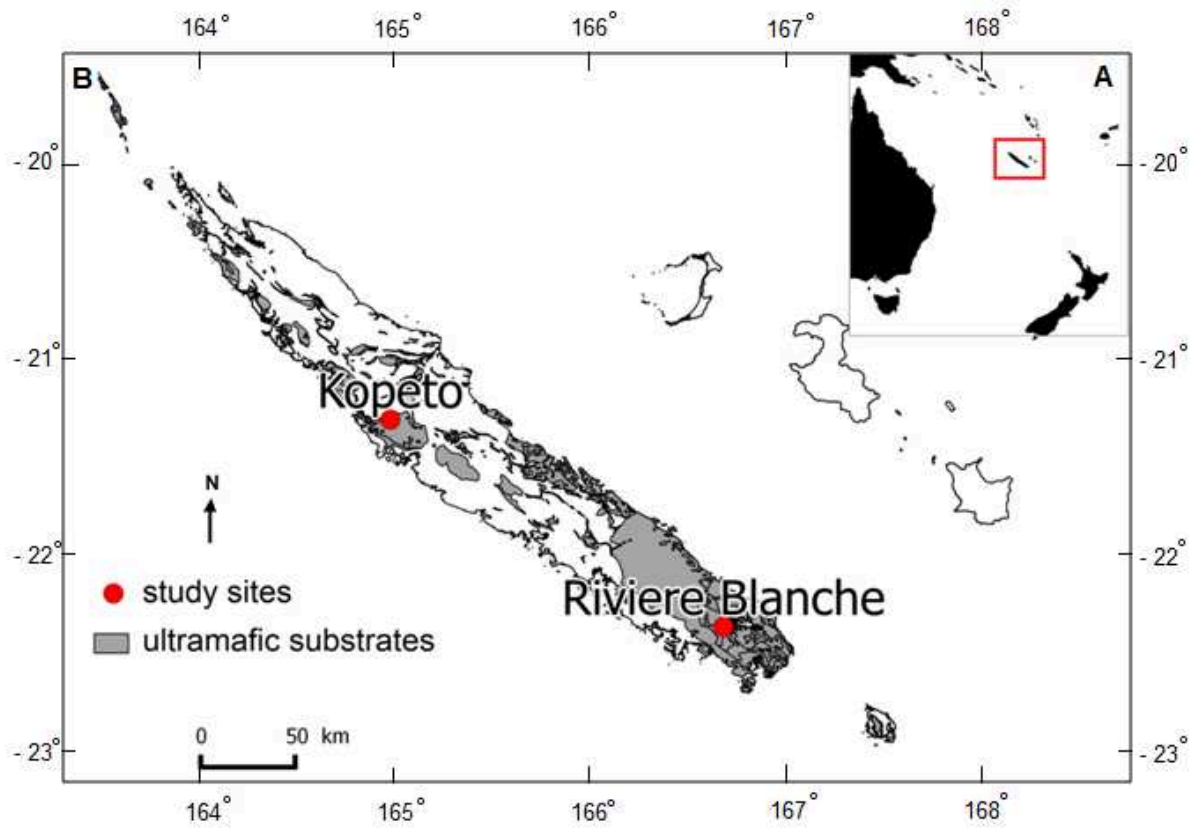 164° 165° 166° 167° 168°
B
A
- 20° - 20°
- 21° - 21°
Kopeto
N
- 22° - 22°
study sites
Riviere Blanche
ultramafic substrates
0 50 km
- 23° - 23°
164° 165° 166° 167° 168°